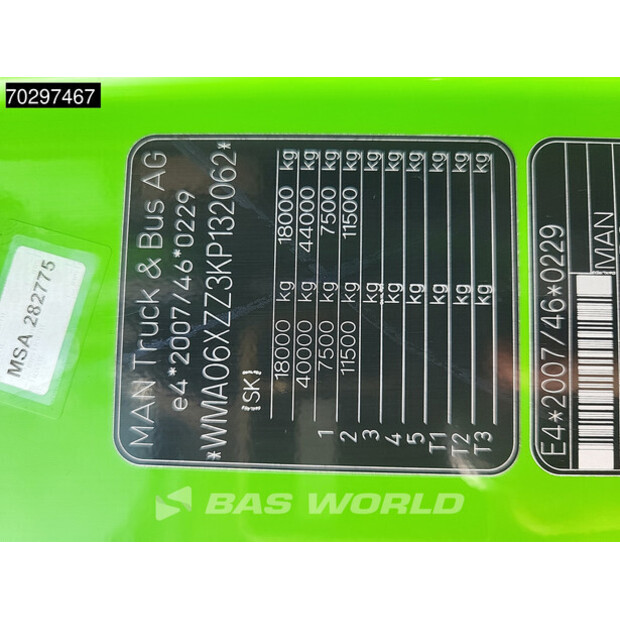 70297467
MSA 282775
MAN Truck & Bus AG
e4*2007/46*0229
*WMA06XZZ3KP132062*
(SK)
18000 kg 18000 kg
40000 kg 44000 kg
1 7500 kg 7500 kg
2 11500 kg 11500 kg
3 kg kg
4 kg kg
5 kg kg
T1 kg kg
T2 kg kg
T3 kg kg
E4*2007/46*0229
MAN
BAS WORLD